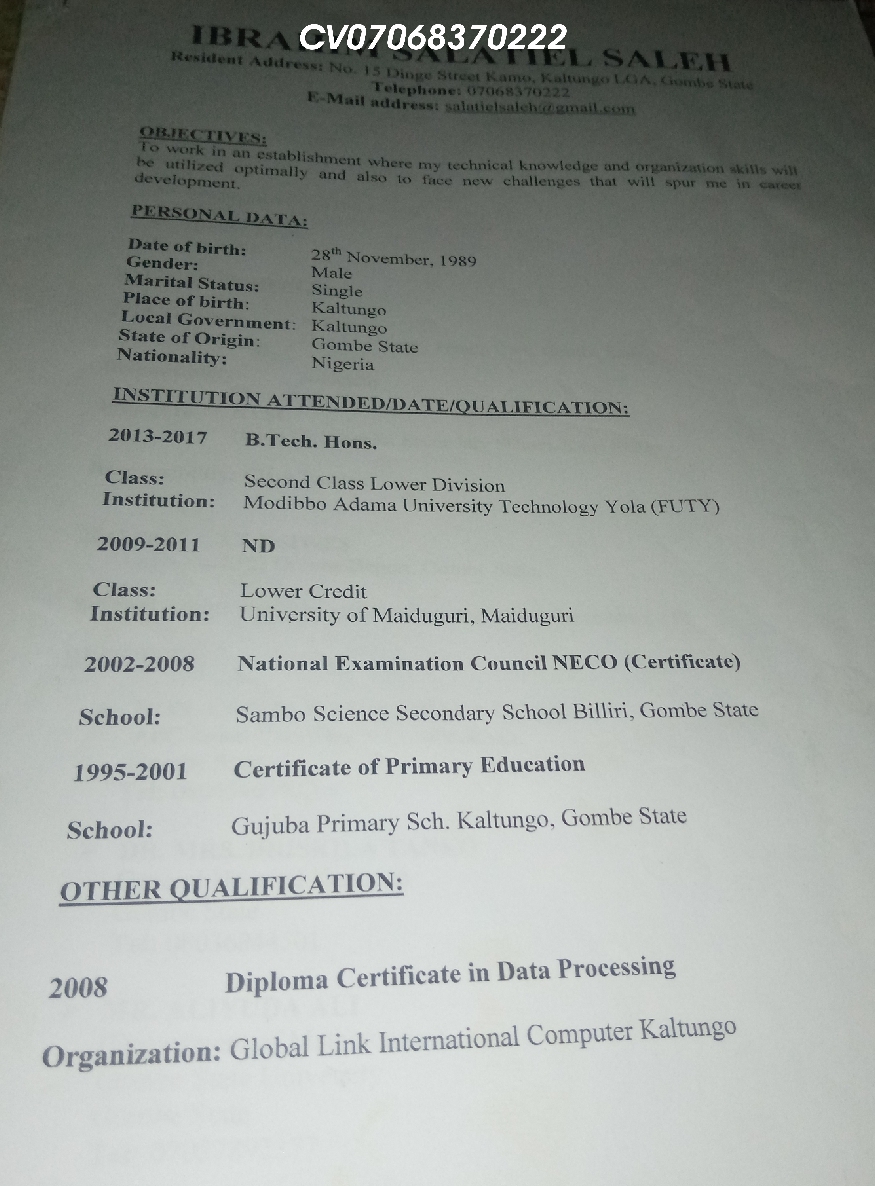 CV07068370222
IBRAHIM SALATIEL SALEH
Resident Address: No. 15 Dinge Street Kamo, Kaltungo LGA, Gombe State
Telephone: 07068370222
E-Mail address: salatielsaleh@gmail.com
OBJECTIVES:
To work in an establishment where my technical knowledge and organization skills will
be utilized optimally and also to face new challenges that will spur me in career
development.
PERSONAL DATA:
Date of birth: 28th November, 1989
Gender: Male
Marital Status: Single
Place of birth: Kaltungo
Local Government: Kaltungo
State of Origin: Gombe State
Nationality: Nigeria
INSTITUTION ATTENDED/DATE/QUALIFICATION:
2013-2017 B.Tech. Hons.
Class: Second Class Lower Division
Institution: Modibbo Adama University Technology Yola (FUTY)
2009-2011 ND
Class: Lower Credit
Institution: University of Maiduguri, Maiduguri
2002-2008 National Examination Council NECO (Certificate)
School: Sambo Science Secondary School Billiri, Gombe State
1995-2001 Certificate of Primary Education
School: Gujuba Primary Sch. Kaltungo, Gombe State
OTHER QUALIFICATION:
2008 Diploma Certificate in Data Processing
Organization: Global Link International Computer Kaltungo